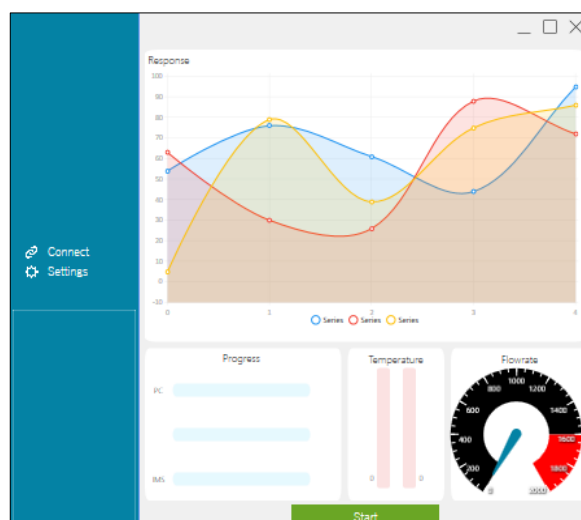 Response
100
90
80
70
60
50
40
30
20
10
0
-10
0 1 2 3 4
Series Series Series
Connect
Settings
Progress
PC
IMS
Temperature
0 0
Flowrate
0
200
400
600
800
1000
1200
1400
1600
1800
2000
Start